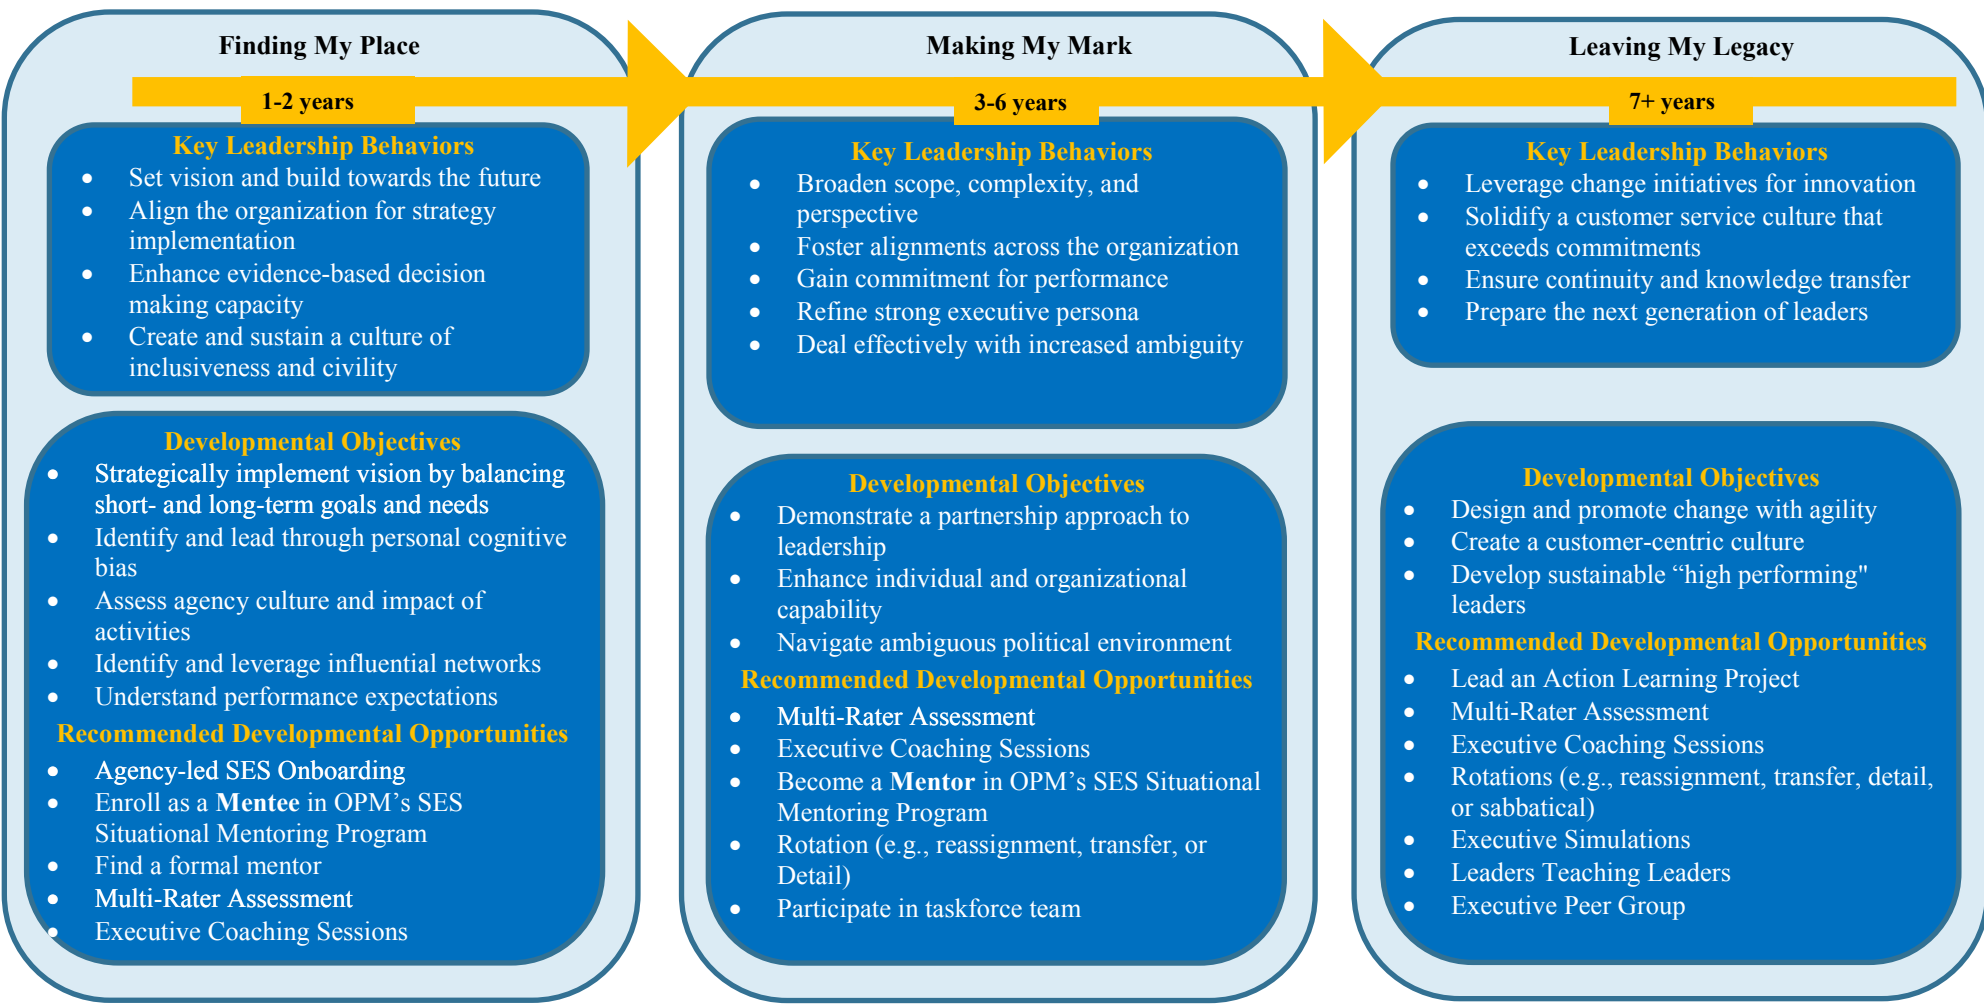 Finding My Place
1-2 years
Key Leadership Behaviors
• Set vision and build towards the future
• Align the organization for strategy
implementation
• Enhance evidence-based decision
making capacity
• Create and sustain a culture of
inclusiveness and civility
Developmental Objectives
• Strategically implement vision by balancing
short- and long-term goals and needs
• Identify and lead through personal cognitive
bias
• Assess agency culture and impact of
activities
• Identify and leverage influential networks
• Understand performance expectations
Recommended Developmental Opportunities
• Agency-led SES Onboarding
• Enroll as a Mentee in OPM’s SES
Situational Mentoring Program
• Find a formal mentor
• Multi-Rater Assessment
• Executive Coaching Sessions
Making My Mark
3-6 years
Key Leadership Behaviors
• Broaden scope, complexity, and
perspective
• Foster alignments across the organization
• Gain commitment for performance
• Refine strong executive persona
• Deal effectively with increased ambiguity
Developmental Objectives
• Demonstrate a partnership approach to
leadership
• Enhance individual and organizational
capability
• Navigate ambiguous political environment
Recommended Developmental Opportunities
• Multi-Rater Assessment
• Executive Coaching Sessions
• Become a Mentor in OPM’s SES Situational
Mentoring Program
• Rotation (e.g., reassignment, transfer, or
Detail)
• Participate in taskforce team
Leaving My Legacy
7+ years
Key Leadership Behaviors
• Leverage change initiatives for innovation
• Solidify a customer service culture that
exceeds commitments
• Ensure continuity and knowledge transfer
• Prepare the next generation of leaders
Developmental Objectives
• Design and promote change with agility
• Create a customer-centric culture
• Develop sustainable “high performing"
leaders
Recommended Developmental Opportunities
• Lead an Action Learning Project
• Multi-Rater Assessment
• Executive Coaching Sessions
• Rotations (e.g., reassignment, transfer, detail,
or sabbatical)
• Executive Simulations
• Leaders Teaching Leaders
• Executive Peer Group